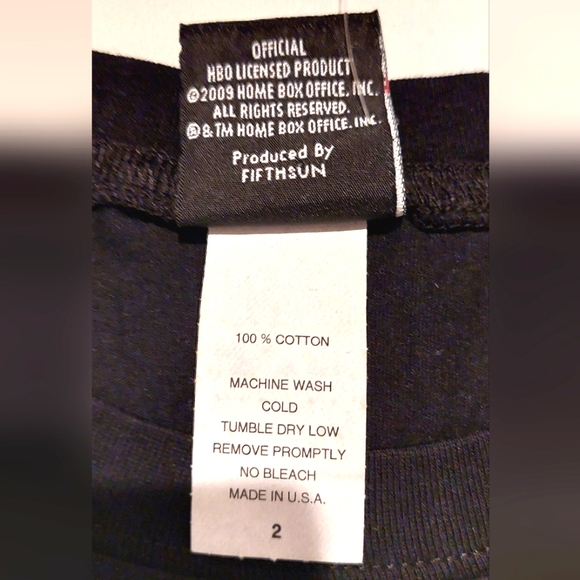 OFFICIAL
HBO LICENSED PRODUCT
©2009 HOME BOX OFFICE, INC.
ALL RIGHTS RESERVED.
®&TM HOME BOX OFFICE. INC.
Produced By
FIFTHSUN
100 % COTTON
MACHINE WASH
COLD
TUMBLE DRY LOW
REMOVE PROMPTLY
NO BLEACH
MADE IN U.S.A.
2